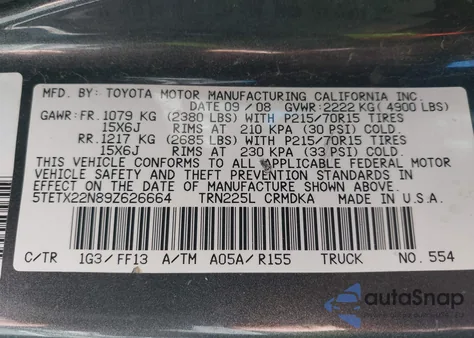 MFD. BY: TOYOTA MOTOR MANUFACTURING CALIFORNIA INC.
DATE 09/08 GVWR: 2222 KG (4900 LBS)
GAWR: FR. 1079 KG (2380 LBS) WITH P215/70R15 TIRES
15X6J RIMS AT 210 KPA (30 PSI) COLD.
RR. 1217 KG (2685 LBS) WITH P215/70R15 TIRES
15X6J RIMS AT 230 KPA (33 PSI) COLD.
THIS VEHICLE CONFORMS TO ALL APPLICABLE FEDERAL MOTOR
VEHICLE SAFETY AND THEFT PREVENTION STANDARDS IN
EFFECT ON THE DATE OF MANUFACTURE SHOWN ABOVE.
5TETX22N89Z626664 TRN225L CRMDKA MADE IN U.S.A.
C/TR 1G3/FF13 A/TM A05A/R155 TRUCK NO. 554
autoSnap